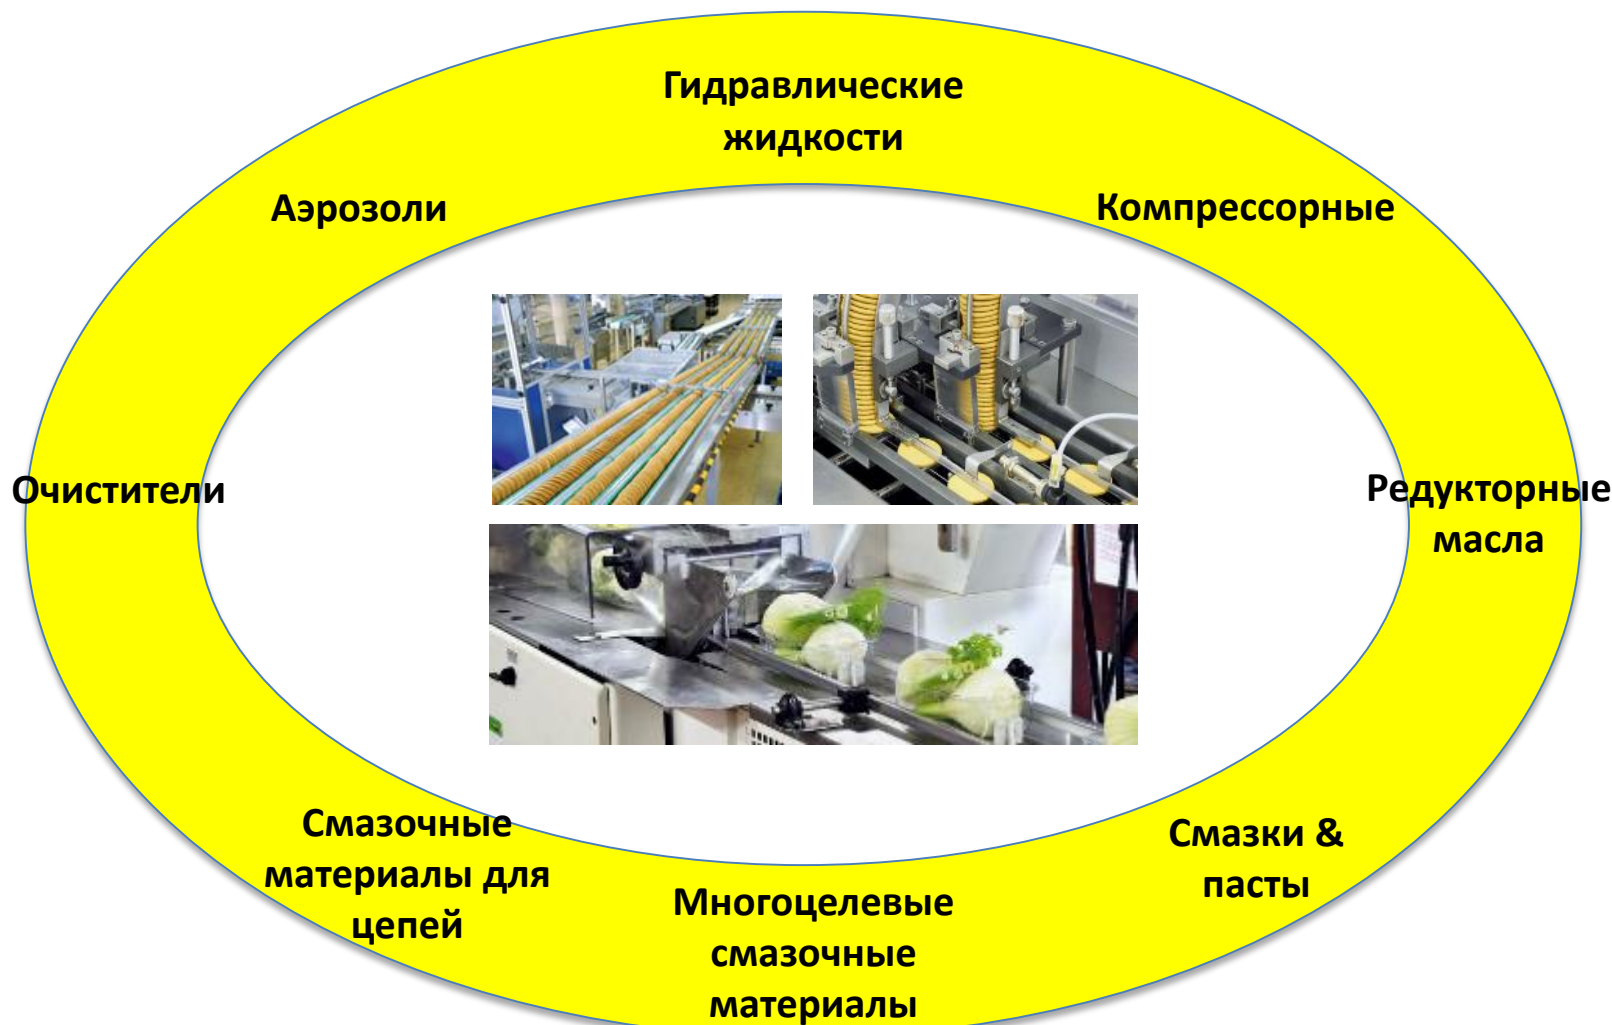 Гидравлические
жидкости
Аэрозоли
Компрессорные
Очистители
Редукторные
масла
Смазочные
материалы для
цепей
Смазки &
пасты
Многоцелевые
смазочные
материалы